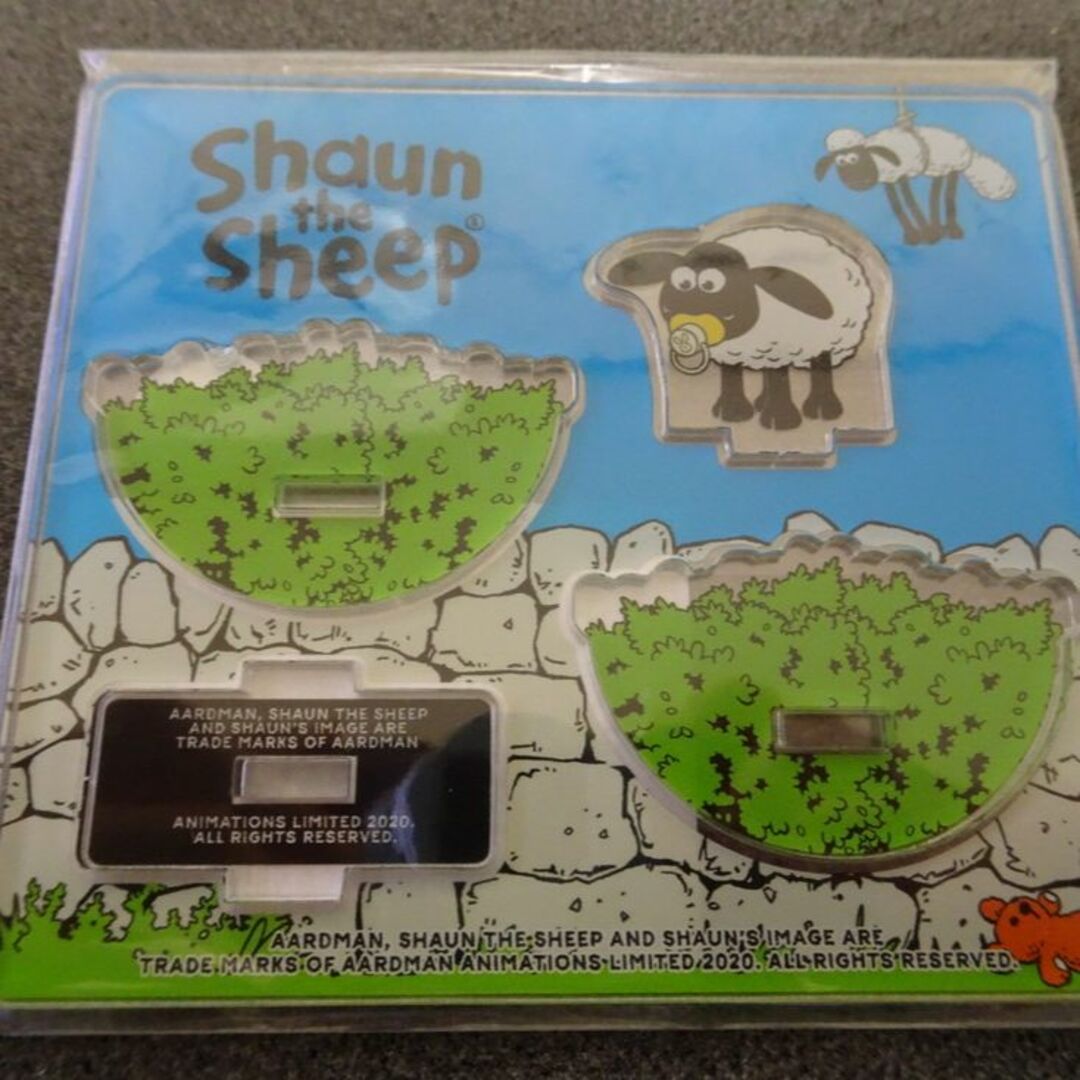 Shaun
the
Sheep®
AARDMAN, SHAUN THE SHEEP
AND SHAUN'S IMAGE ARE
TRADE MARKS OF AARDMAN
ANIMATIONS LIMITED 2020.
ALL RIGHTS RESERVED.
AARDMAN, SHAUN THE SHEEP AND SHAUN'S IMAGE ARE
TRADE MARKS OF AARDMAN ANIMATIONS LIMITED 2020. ALL RIGHTS RESERVED.